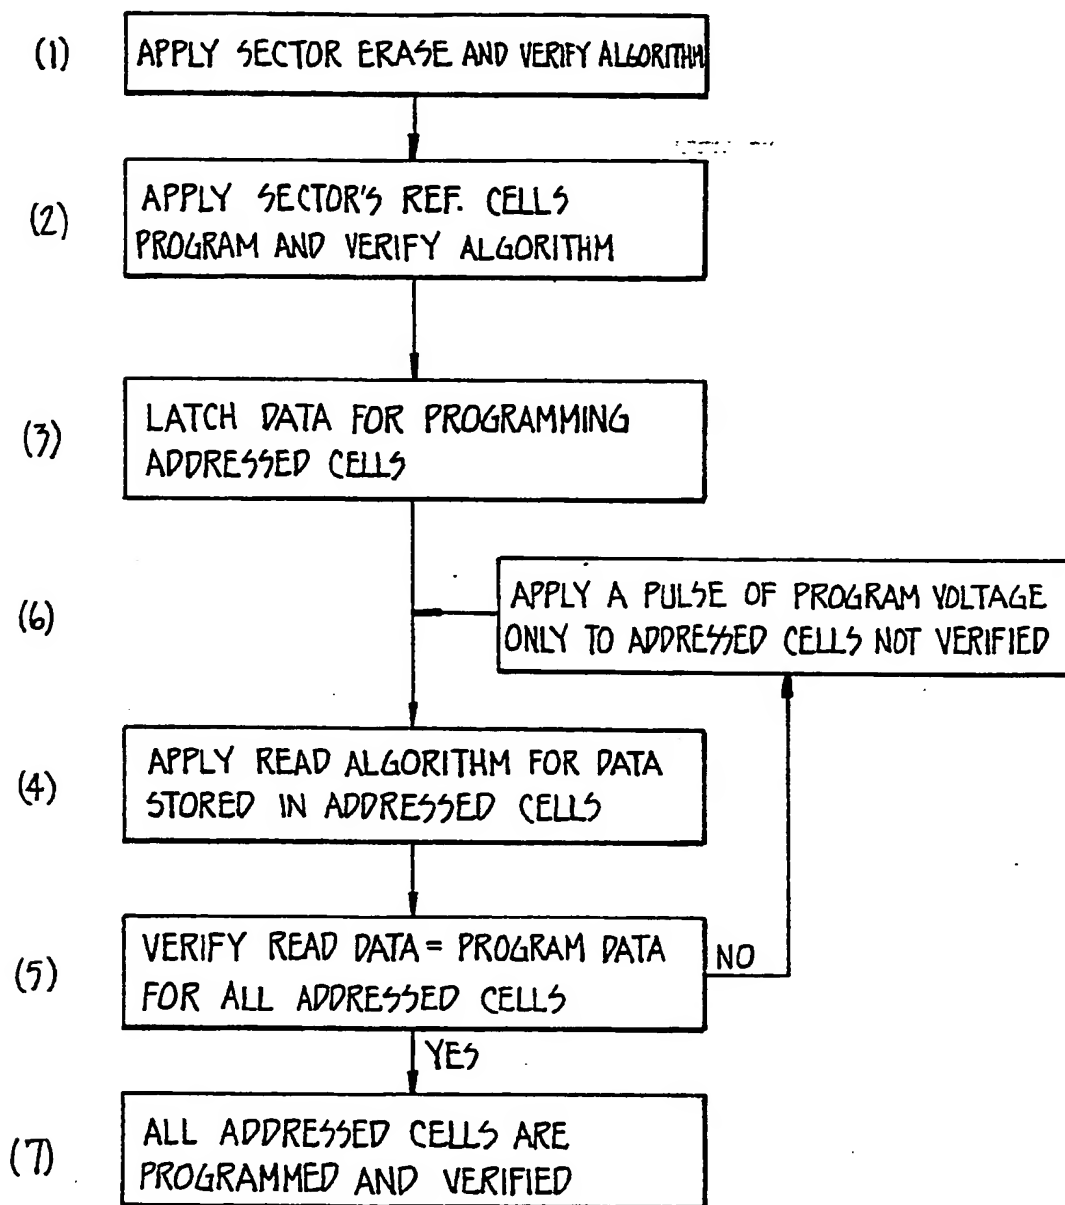 (1) APPLY SECTOR ERASE AND VERIFY ALGORITHM
(2) APPLY SECTOR'S REF. CELLS
PROGRAM AND VERIFY ALGORITHM
(3) LATCH DATA FOR PROGRAMMING
ADDRESSED CELLS
(6) APPLY A PULSE OF PROGRAM VOLTAGE
ONLY TO ADDRESSED CELLS NOT VERIFIED
(4) APPLY READ ALGORITHM FOR DATA
STORED IN ADDRESSED CELLS
(5) VERIFY READ DATA = PROGRAM DATA
FOR ALL ADDRESSED CELLS
NO
YES
(7) ALL ADDRESSED CELLS ARE
PROGRAMMED AND VERIFIED